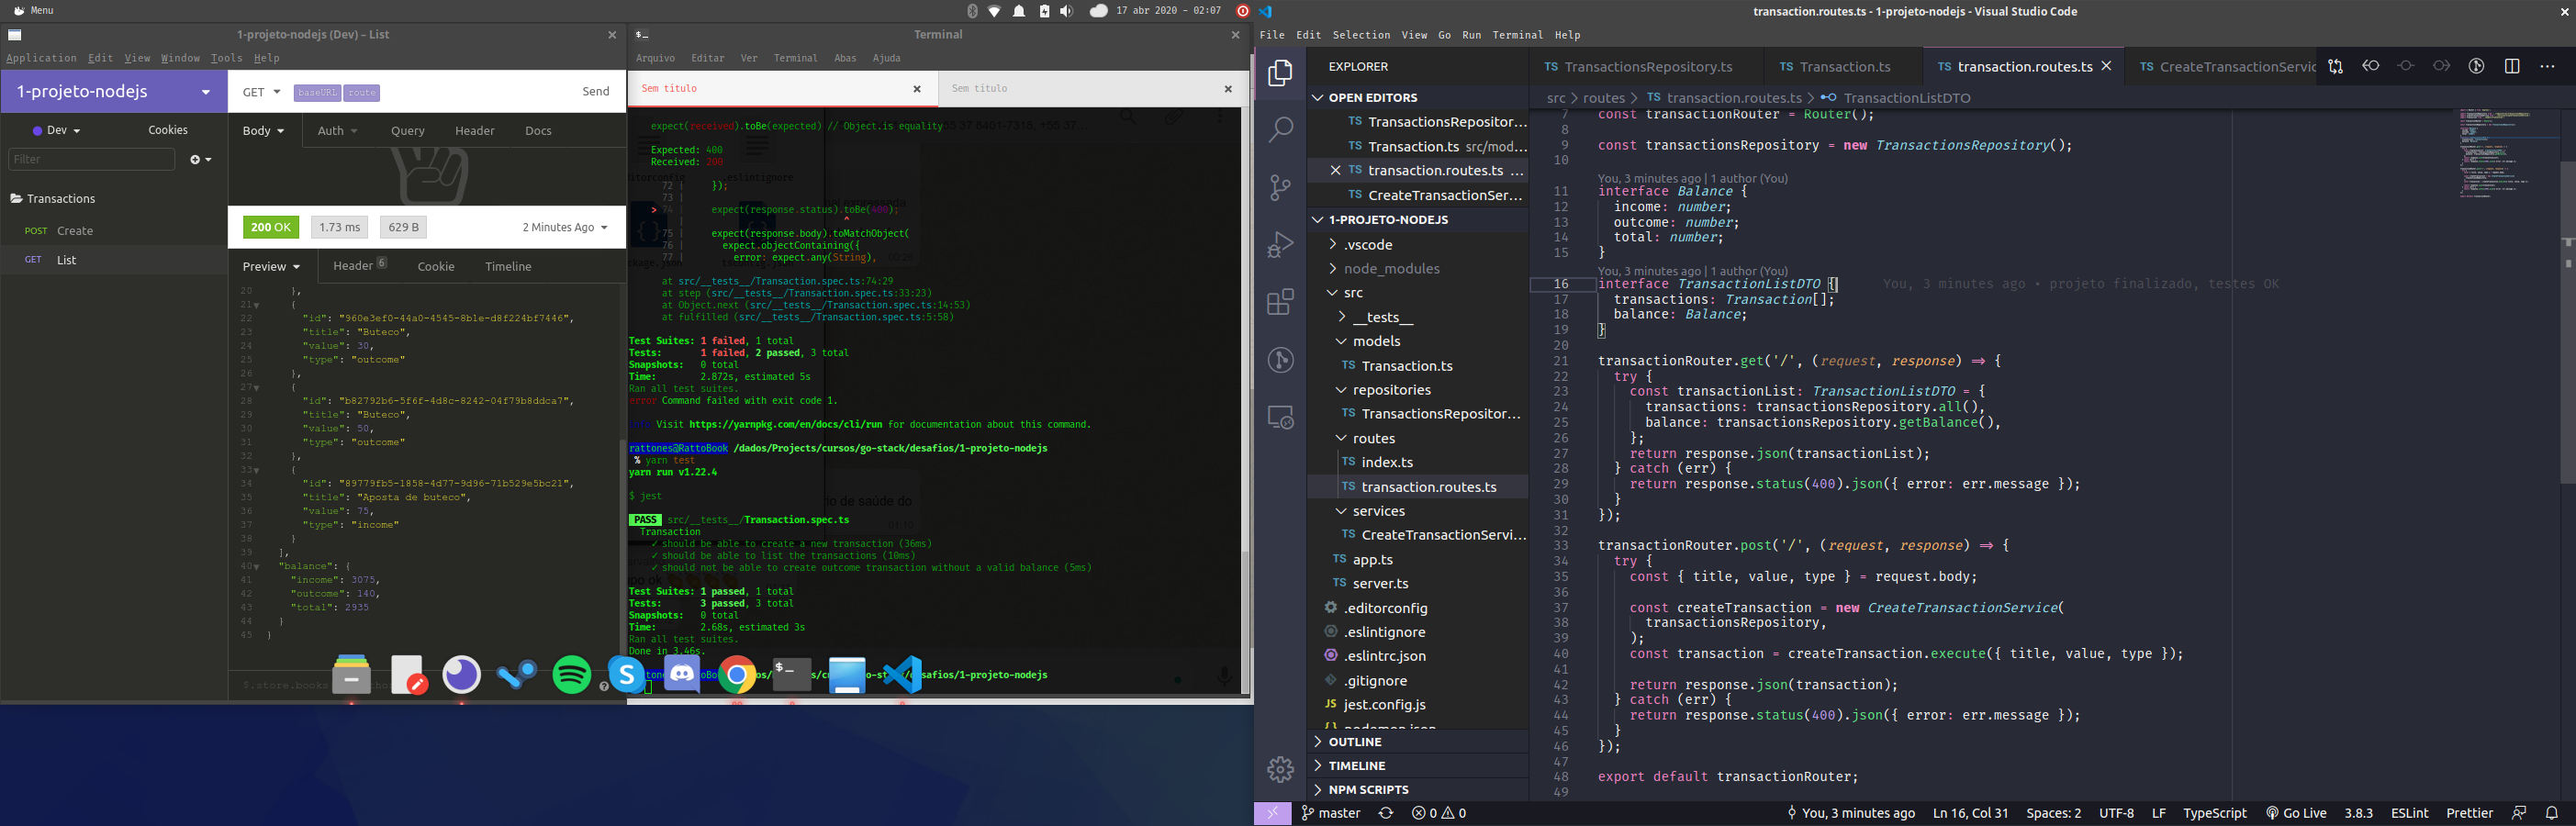 Menu
17 abr 2020 - 02:07
1-projeto-nodejs (Dev) – List
Application Edit View Window Tools Help
1-projeto-nodejs
GET baseURL route Send
Dev Cookies
Body Auth Query Header Docs
Filter
Transactions
POST Create
GET List
200 OK 1.73 ms 629 B 2 Minutes Ago
Preview Header 6 Cookie Timeline
20 },
21 {
22 "id": "960e3ef0-44a0-4545-8b1e-d8f224bf7446",
23 "title": "Buteco",
24 "value": 30,
25 "type": "outcome"
26 },
27 {
28 "id": "b82792b6-5f6f-4d8c-8242-04f79b8ddca7",
29 "title": "Buteco",
30 "value": 50,
31 "type": "outcome"
32 },
33 {
34 "id": "89779fb5-1858-4d77-9d96-71b529e5bc21",
35 "title": "Aposta de buteco",
36 "value": 75,
37 "type": "income"
38 }
39 ],
40 "balance": {
41 "income": 3075,
42 "outcome": 140,
43 "total": 2935
44 }
45 }
Terminal
Arquivo Editar Ver Terminal Abas Ajuda
Sem título Sem título
expect(received).toBe(expected) // Object.is equality
Expected: 400
Received: 200
72 | });
73 |
> 74 | expect(response.status).toBe(400);
| ^
75 | expect(response.body).toMatchObject(
76 | expect.objectContaining({
77 | error: expect.any(String),
at src/__tests__/Transaction.spec.ts:74:29
at step (src/__tests__/Transaction.spec.ts:33:23)
at Object.next (src/__tests__/Transaction.spec.ts:14:53)
at fulfilled (src/__tests__/Transaction.spec.ts:5:58)
Test Suites: 1 failed, 1 total
Tests: 1 failed, 2 passed, 3 total
Snapshots: 0 total
Time: 2.872s, estimated 5s
Ran all test suites.
error Command failed with exit code 1.
info Visit https://yarnpkg.com/en/docs/cli/run for documentation about this command.
rattones@RattoBook /dados/Projects/cursos/go-stack/desafios/1-projeto-nodejs
% yarn test
yarn run v1.22.4
$ jest
PASS src/__tests__/Transaction.spec.ts
Transaction
✓ should be able to create a new transaction (36ms)
✓ should be able to list the transactions (10ms)
✓ should not be able to create outcome transaction without a valid balance (5ms)
Test Suites: 1 passed, 1 total
Tests: 3 passed, 3 total
Snapshots: 0 total
Time: 2.68s, estimated 3s
Ran all test suites.
Done in 3.46s.
transaction.routes.ts - 1-projeto-nodejs - Visual Studio Code
File Edit Selection View Go Run Terminal Help
EXPLORER
OPEN EDITORS
TS TransactionsRepositor...
TS Transaction.ts src/mod...
TS transaction.routes.ts ...
TS CreateTransactionSer...
1-PROJETO-NODEJS
.vscode
node_modules
src
__tests__
models
TS Transaction.ts
repositories
TS TransactionsRepositor...
routes
TS index.ts
TS transaction.routes.ts
services
TS CreateTransactionServi...
TS app.ts
TS server.ts
.editorconfig
.eslintignore
.eslintrc.json
.gitignore
JS jest.config.js
OUTLINE
TIMELINE
NPM SCRIPTS
TS TransactionsRepository.ts TS Transaction.ts TS transaction.routes.ts TS CreateTransactionServic
src > routes > TS transaction.routes.ts > TransactionListDTO
7 const transactionRouter = Router();
8
9 const transactionsRepository = new TransactionsRepository();
10
You, 3 minutes ago | 1 author (You)
11 interface Balance {
12 income: number;
13 outcome: number;
14 total: number;
15 }
You, 3 minutes ago | 1 author (You)
16 interface TransactionListDTO { You, 3 minutes ago • projeto finalizado, testes OK
17 transactions: Transaction[];
18 balance: Balance;
19 }
20
21 transactionRouter.get('/', (request, response) => {
22 try {
23 const transactionList: TransactionListDTO = {
24 transactions: transactionsRepository.all(),
25 balance: transactionsRepository.getBalance(),
26 };
27 return response.json(transactionList);
28 } catch (err) {
29 return response.status(400).json({ error: err.message });
30 }
31 });
32
33 transactionRouter.post('/', (request, response) => {
34 try {
35 const { title, value, type } = request.body;
36
37 const createTransaction = new CreateTransactionService(
38 transactionsRepository,
39 );
40 const transaction = createTransaction.execute({ title, value, type });
41
42 return response.json(transaction);
43 } catch (err) {
44 return response.status(400).json({ error: err.message });
45 }
46 });
47
48 export default transactionRouter;
49
master 0 0 You, 3 minutes ago Ln 16, Col 31 Spaces: 2 UTF-8 LF TypeScript Go Live 3.8.3 ESLint Prettier